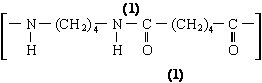 (1)
[ — N — (CH₂)₄ — N — C — (CH₂)₄ — C — ]
H H O O
(1)